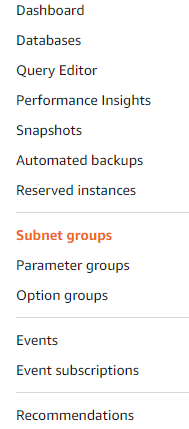 Dashboard
Databases
Query Editor
Performance Insights
Snapshots
Automated backups
Reserved instances
Subnet groups
Parameter groups
Option groups
Events
Event subscriptions
Recommendations